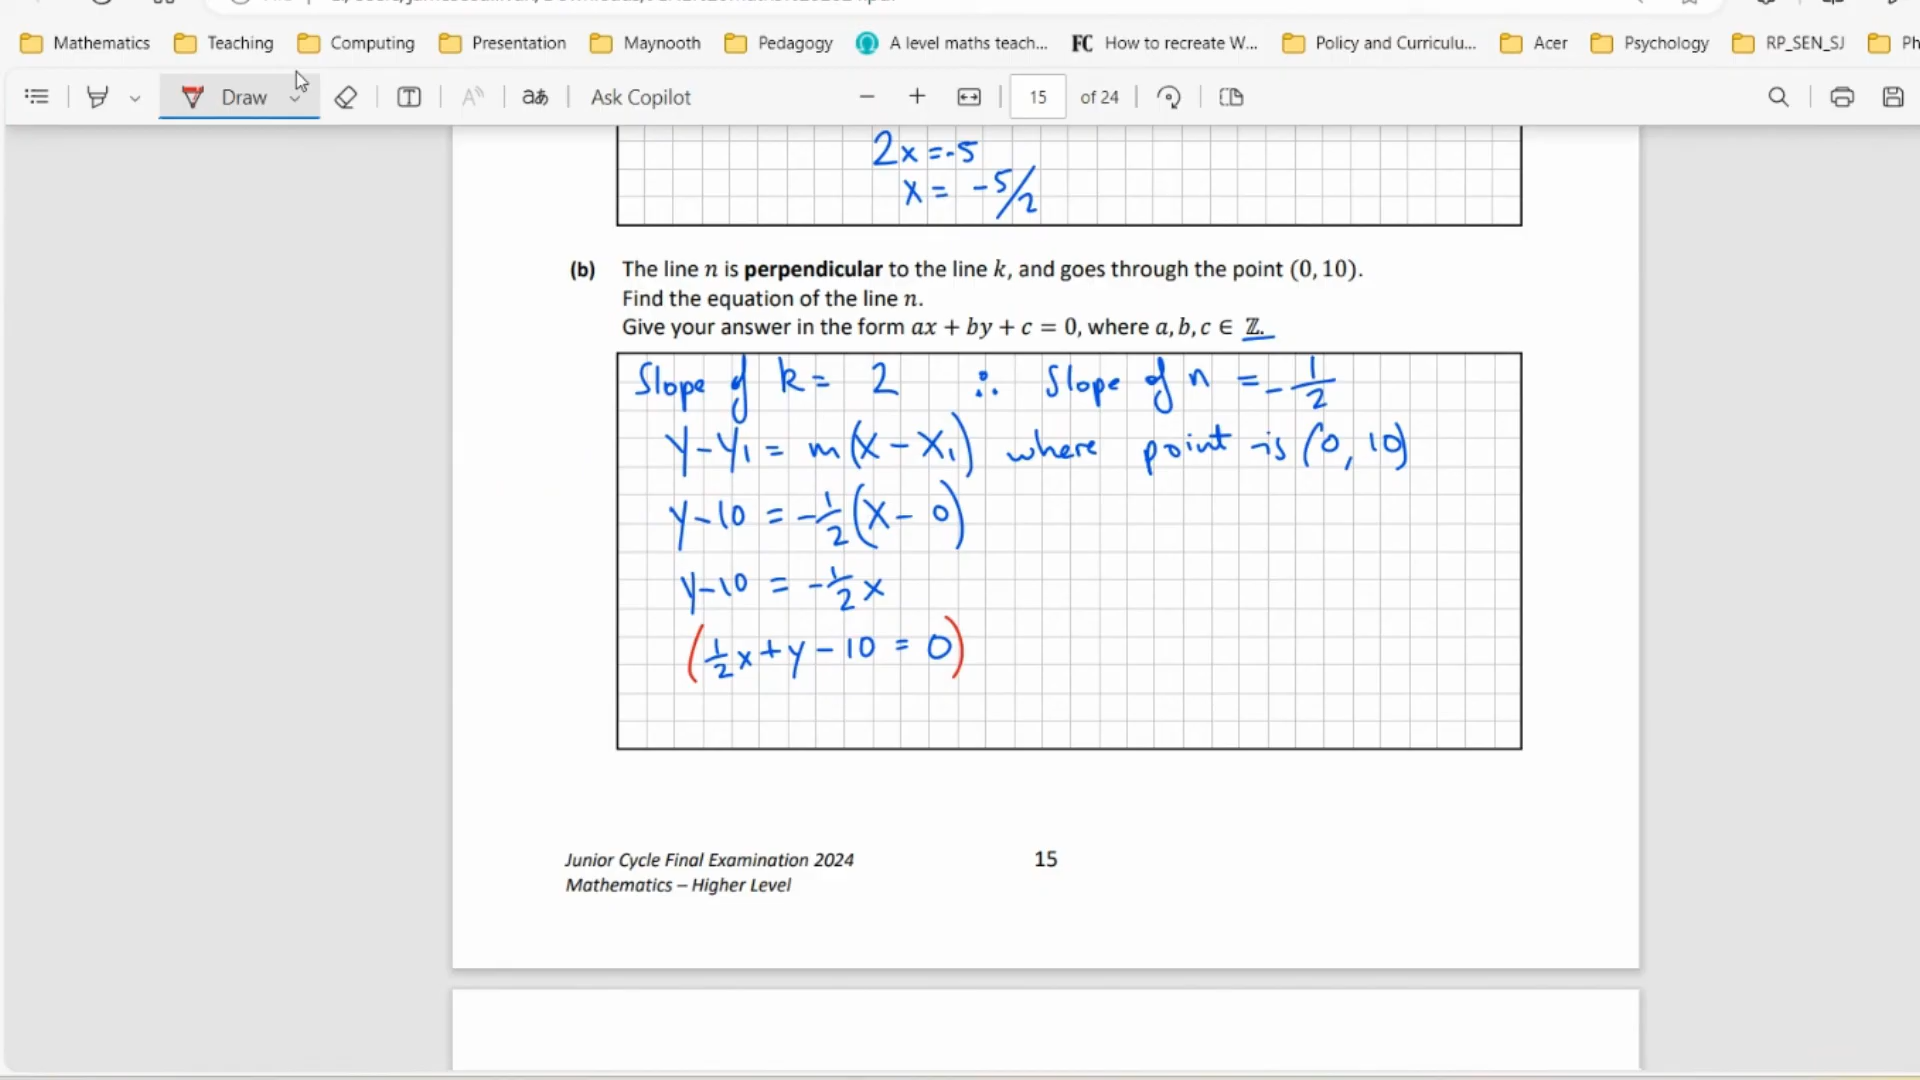 Mathematics Teaching Computing Presentation Maynooth Pedagogy A level maths teach... FC How to recreate W... Policy and Curriculu... Acer Psychology RP_SEN_SJ Ph
Draw T A aあ Ask Copilot 15 of 24
2x = -5
x = -5/2
(b) The line n is perpendicular to the line k, and goes through the point (0, 10).
Find the equation of the line n.
Give your answer in the form ax + by + c = 0, where a, b, c ∈ ℤ.
Slope of k = 2 ∴ Slope of n = -1/2
y - y₁ = m(x - x₁) where point is (0, 10)
y - 10 = -1/2(x - 0)
y - 10 = -1/2 x
(1/2 x + y - 10 = 0)
Junior Cycle Final Examination 2024 15
Mathematics – Higher Level